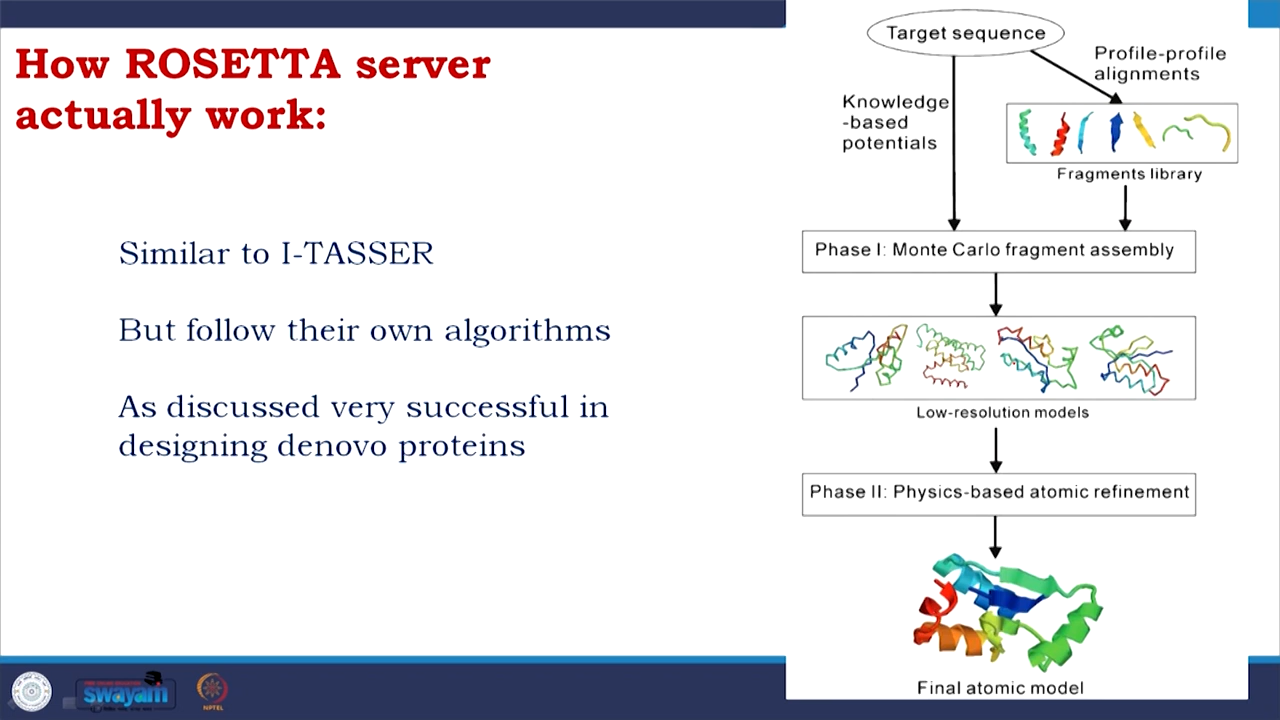 How ROSETTA server
actually work:
Similar to I-TASSER
But follow their own algorithms
As discussed very successful in
designing denovo proteins
Target sequence
Profile-profile
alignments
Knowledge
-based
potentials
Fragments library
Phase I: Monte Carlo fragment assembly
Low-resolution models
Phase II: Physics-based atomic refinement
Final atomic model
swayam
NPTEL